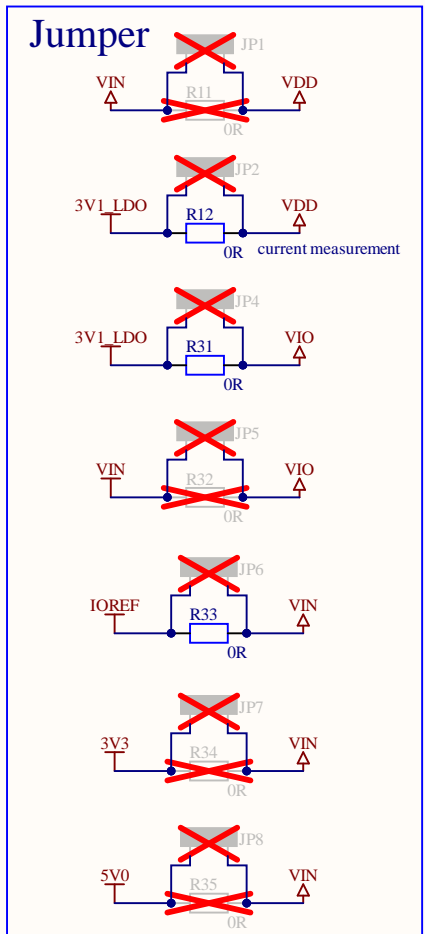 Jumper
JP1
VIN
R11
VDD
0R
JP2
3V1_LDO
R12
VDD
0R
current measurement
JP4
3V1_LDO
R31
VIO
0R
JP5
VIN
R32
VIO
0R
JP6
IOREF
R33
VIN
0R
JP7
3V3
R34
VIN
0R
JP8
5V0
R35
VIN
0R